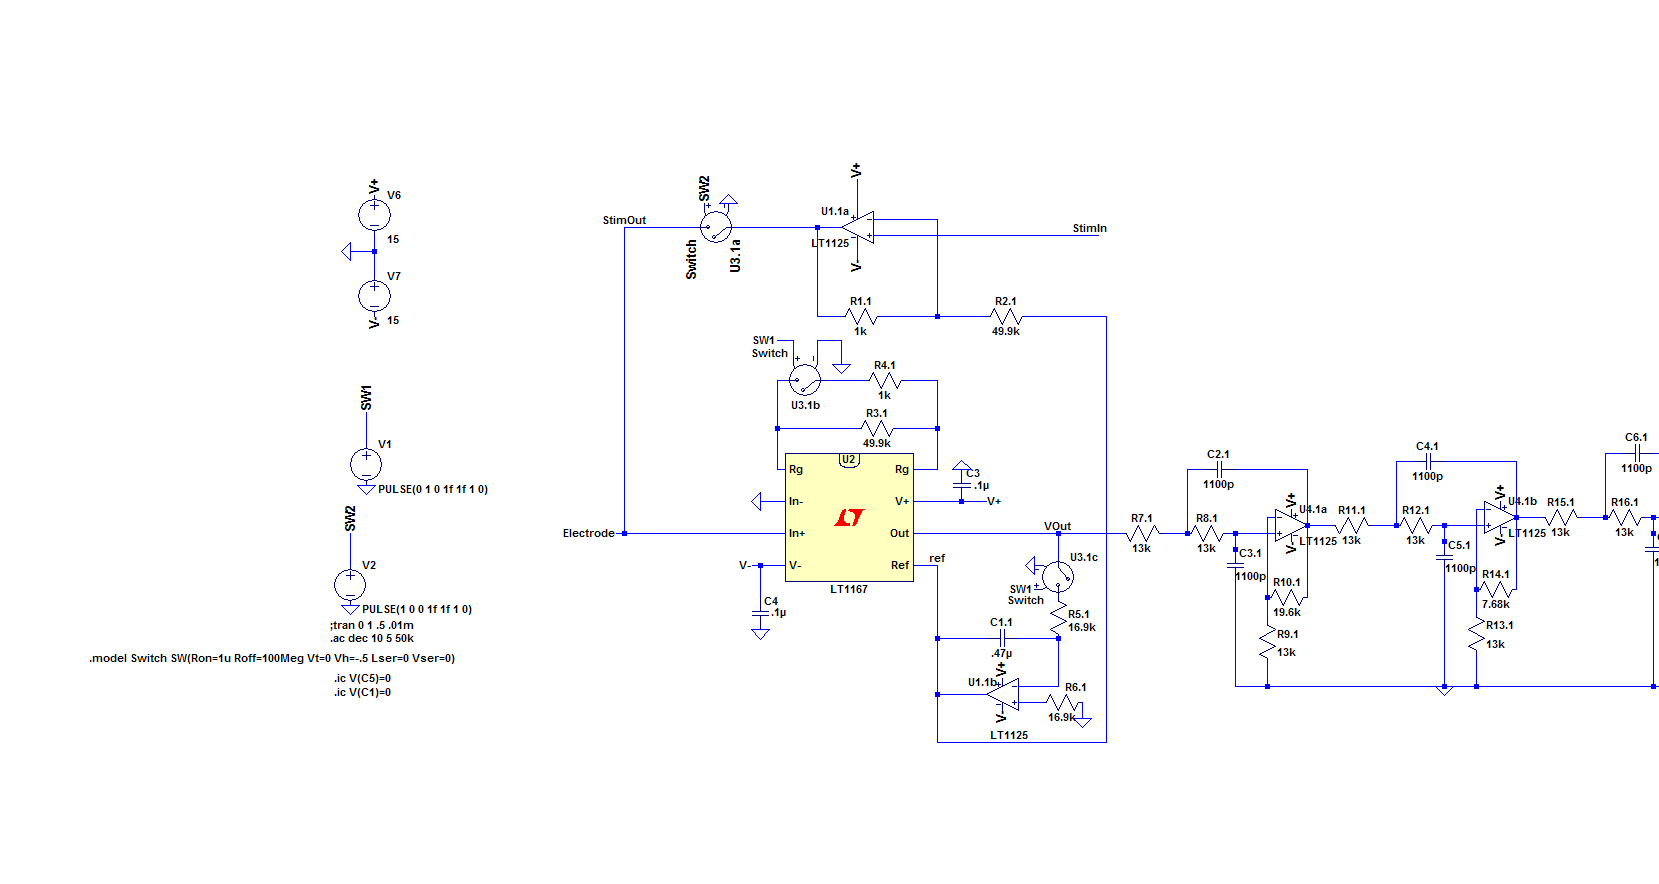 V+
V6
15
V7
V-
15
SW1
V1
PULSE(0 1 0 1f 1f 1 0)
SW2
V2
PULSE(1 0 0 1f 1f 1 0)
;tran 0 1 .5 .01m
.ac dec 10 5 50k
.model Switch SW(Ron=1u Roff=100Meg Vt=0 Vh=-.5 Lser=0 Vser=0)
.ic V(C5)=0
.ic V(C1)=0
StimOut
SW2
Switch
U3.1a
V+
U1.1a
LT1125
V-
StimIn
R1.1
1k
R2.1
49.9k
SW1
Switch
U3.1b
R4.1
1k
R3.1
49.9k
U2
Rg
Rg
In-
V+
In+
Out
V-
Ref
LT1167
C3
.1µ
V+
Electrode
V-
C4
.1µ
ref
VOut
U3.1c
SW1
Switch
R5.1
16.9k
C1.1
.47µ
V+
U1.1b
V-
LT1125
R6.1
16.9k
R7.1
13k
C2.1
1100p
R8.1
13k
C3.1
1100p
V+
U4.1a
LT1125
V-
R10.1
19.6k
R9.1
13k
R11.1
13k
C4.1
1100p
R12.1
13k
C5.1
1100p
V+
U4.1b
LT1125
V-
R14.1
7.68k
R13.1
13k
R15.1
13k
C6.1
1100p
R16.1
13k